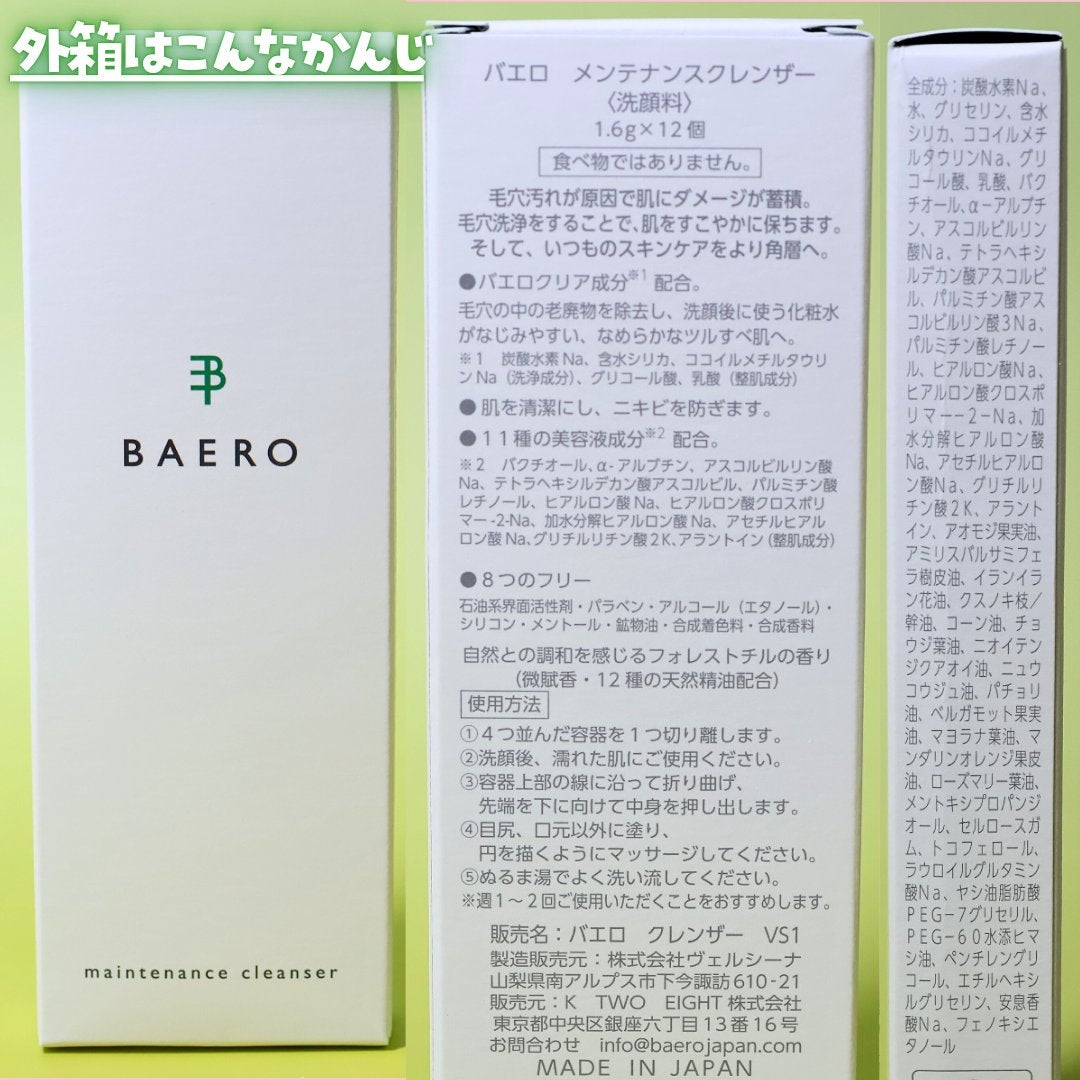 外箱はこんなかんじ
BAERO
maintenance cleanser
バエロ メンテナンスクレンザー
〈洗顔料〉
1.6g×12個
食べ物ではありません。
毛穴汚れが原因で肌にダメージが蓄積。
毛穴洗浄をすることで、肌をすこやかに保ちます。
そして、いつものスキンケアをより角層へ。
●バエロクリア成分※1 配合。
毛穴の中の老廃物を除去し、洗顔後に使う化粧水
がなじみやすい、なめらかなツルすべ肌へ。
※1 炭酸水素Na、含水シリカ、ココイルメチルタウリ
ンNa（洗浄成分）、グリコール酸、乳酸（整肌成分）
●肌を清潔にし、ニキビを防ぎます。
●11種の美容液成分※2 配合。
※2 バクチオール、α-アルブチン、アスコルビルリン酸
Na、テトラヘキシルデカン酸アスコルビル、パルミチン酸
レチノール、ヒアルロン酸Na、ヒアルロン酸クロスポリ
マー-2-Na、加水分解ヒアルロン酸Na、アセチルヒアル
ロン酸Na、グリチルリチン酸2K、アラントイン（整肌成分）
●8つのフリー
石油系界面活性剤・パラベン・アルコール（エタノール）・
シリコン・メントール・鉱物油・合成着色料・合成香料
自然との調和を感じるフォレストチルの香り
（微賦香・12種の天然精油配合）
使用方法
①4つ並んだ容器を1つ切り離します。
②洗顔後、濡れた肌にご使用ください。
③容器上部の線に沿って折り曲げ、
先端を下に向けて中身を押し出します。
④目尻、口元以外に塗り、
円を描くようにマッサージしてください。
⑤ぬるま湯でよく洗い流してください。
※週1〜2回ご使用いただくことをおすすめします。
販売名：バエロ クレンザー VS1
製造販売元：株式会社ヴェルシーナ
山梨県南アルプス市下今諏訪610-21
販売元：K TWO EIGHT株式会社
東京都中央区銀座六丁目13番16号
お問合わせ info@baerojapan.com
MADE IN JAPAN
全成分：炭酸水素Na、
水、グリセリン、含水
シリカ、ココイルメチ
ルタウリンNa、グリ
コール酸、乳酸、バク
チオール、α-アルブチ
ン、アスコルビルリン
酸Na、テトラヘキシ
ルデカン酸アスコルビ
ル、パルミチン酸アス
コルビルリン酸3Na、
パルミチン酸レチノー
ル、ヒアルロン酸Na、
ヒアルロン酸クロスポ
リマー-2-Na、加
水分解ヒアルロン酸
Na、アセチルヒアルロ
ン酸Na、グリチルリ
チン酸2K、アラント
イン、アオモジ果実油、
アミリスバルサミフェ
ラ樹皮油、イランイラ
ン花油、クスノキ枝／
幹油、コーン油、チョ
ウジ葉油、ニオイテン
ジクアオイ油、ニュウ
コウジュ油、パチョリ
油、ベルガモット果実
油、マヨラナ葉油、マ
ンダリンオレンジ果皮
油、ローズマリー葉油、
メントキシプロパンジ
オール、セルロースガ
ム、トコフェロール、
ラウロイルグルタミン
酸Na、ヤシ油脂肪酸
PEG-7グリセリル、
PEG-60水添ヒマ
シ油、ペンチレングリ
コール、エチルヘキシ
ルグリセリン、安息香
酸Na、フェノキシエ
タノール